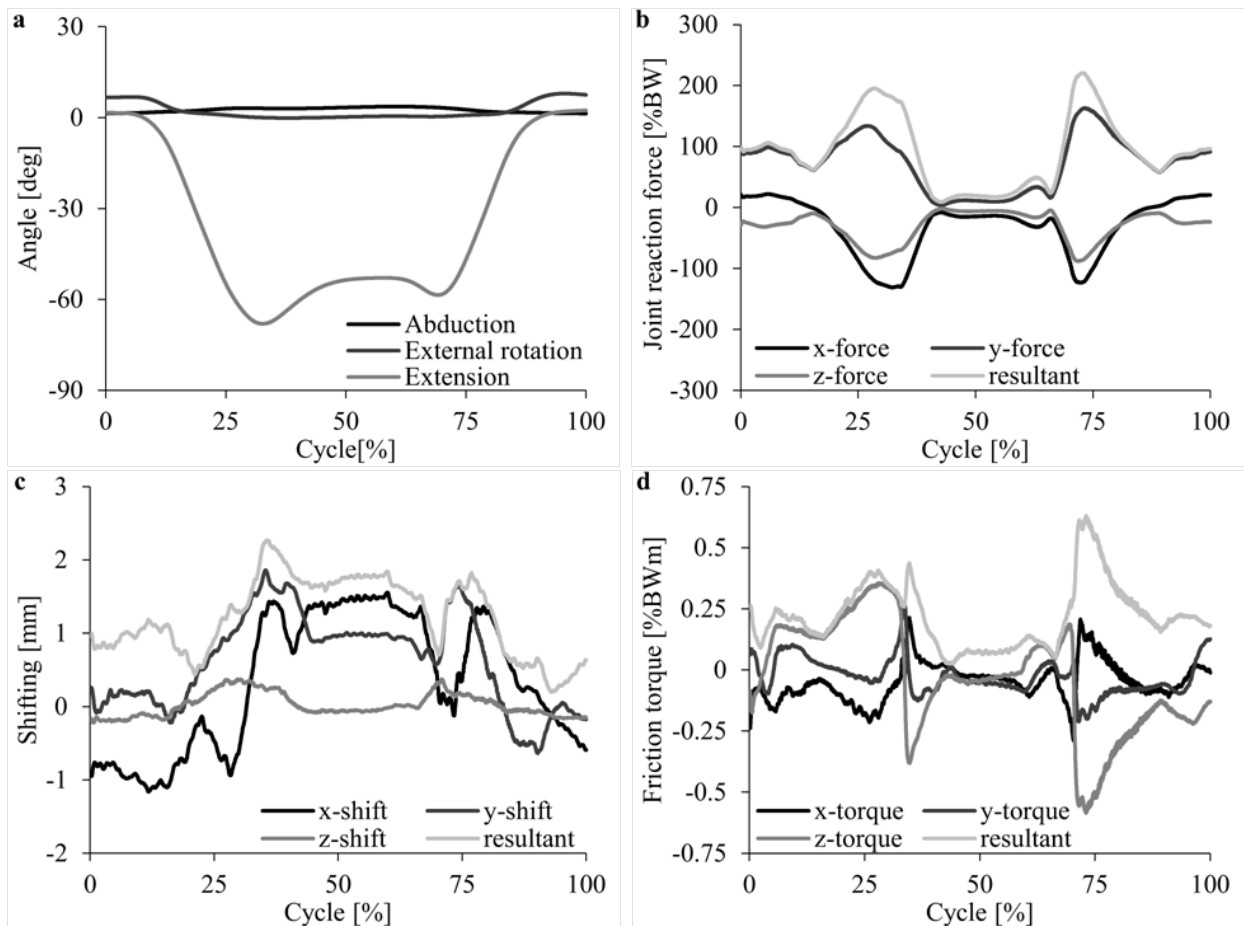 a
30
0
-30
-60
-90
Angle [deg]
Abduction
External rotation
Extension
0 25 50 75 100
Cycle[%]
b
300
200
100
0
-100
-200
-300
Joint reaction force [%BW]
x-force y-force
z-force resultant
0 25 50 75 100
Cycle [%]
c
3
2
1
0
-1
-2
Shifting [mm]
x-shift y-shift
z-shift resultant
0 25 50 75 100
Cycle [%]
d
0.75
0.5
0.25
0
-0.25
-0.5
-0.75
Friction torque [%BWm]
x-torque y-torque
z-torque resultant
0 25 50 75 100
Cycle [%]